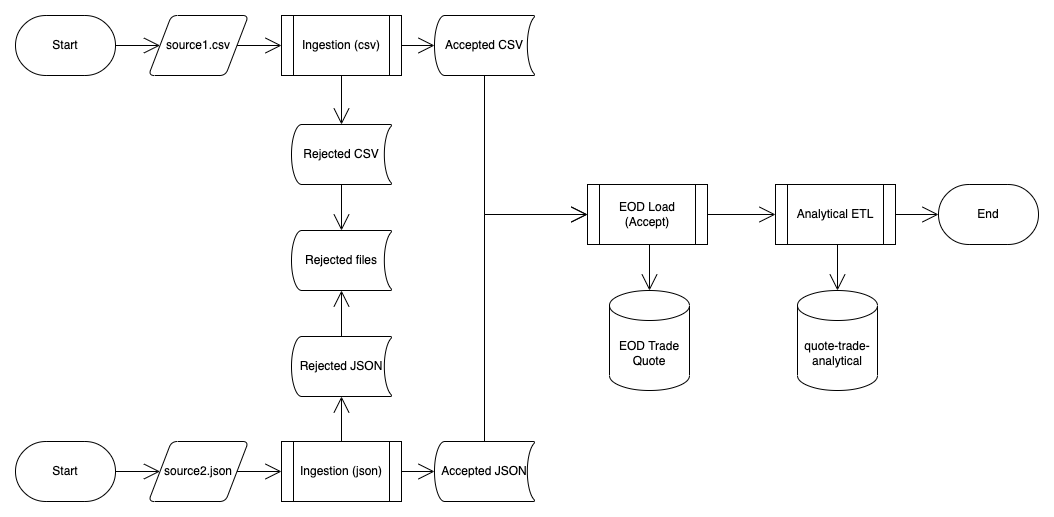 Start
source1.csv
Ingestion (csv)
Accepted CSV
Rejected CSV
Rejected files
Rejected JSON
EOD Load
(Accept)
Analytical ETL
End
EOD Trade
Quote
quote-trade-
analytical
Start
source2.json
Ingestion (json)
Accepted JSON